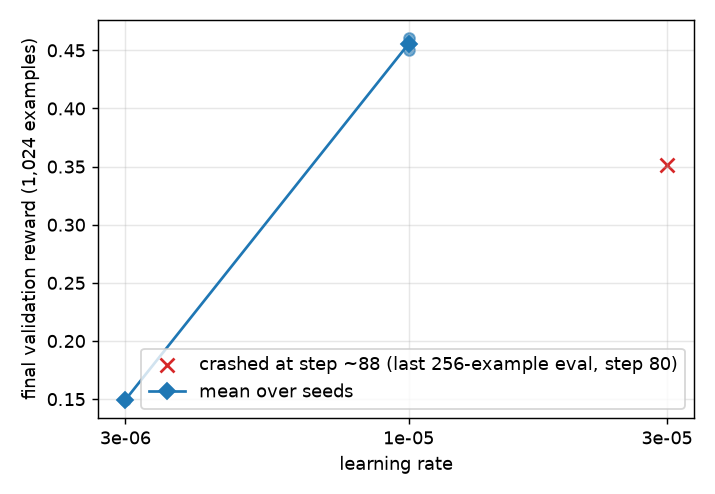 final validation reward (1,024 examples)
0.45
0.40
0.35
0.30
0.25
0.20
0.15
crashed at step ~88 (last 256-example eval, step 80)
mean over seeds
3e-06
1e-05
3e-05
learning rate